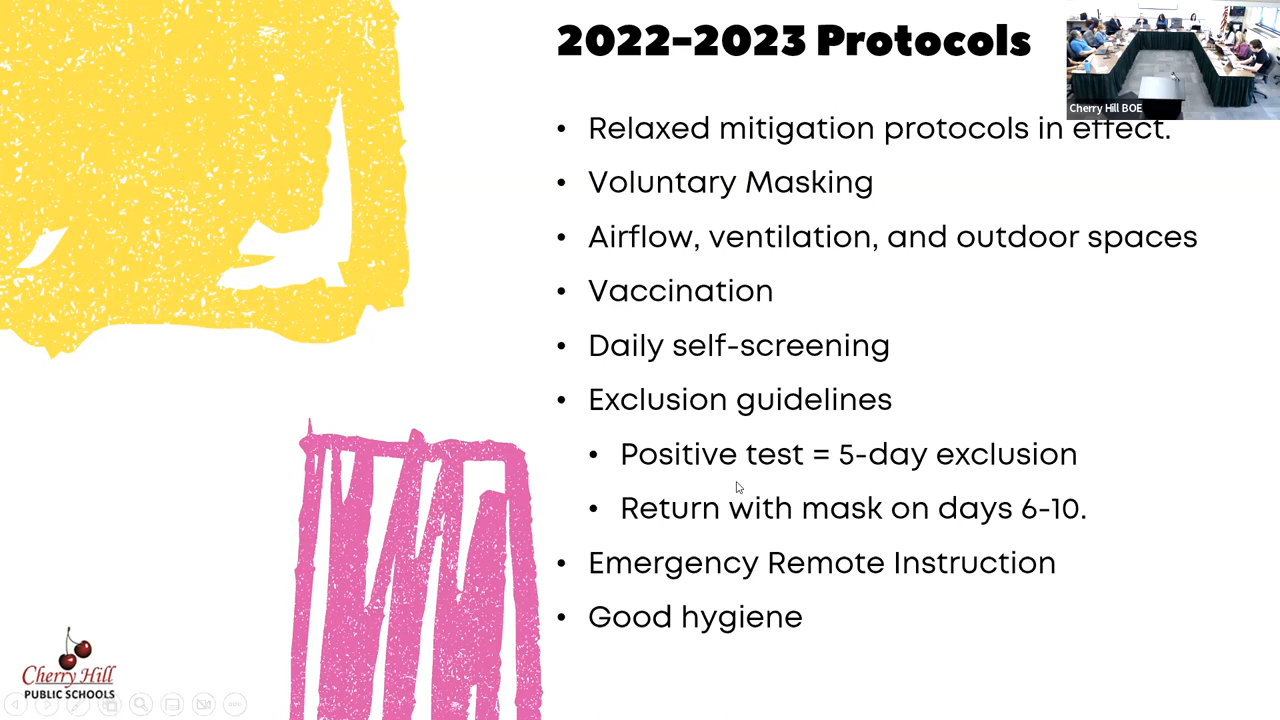 2022-2023 Protocols
Cherry Hill BOE
• Relaxed mitigation protocols in effect.
• Voluntary Masking
• Airflow, ventilation, and outdoor spaces
• Vaccination
• Daily self-screening
• Exclusion guidelines
• Positive test = 5-day exclusion
• Return with mask on days 6-10.
• Emergency Remote Instruction
• Good hygiene
Cherry Hill
PUBLIC SCHOOLS